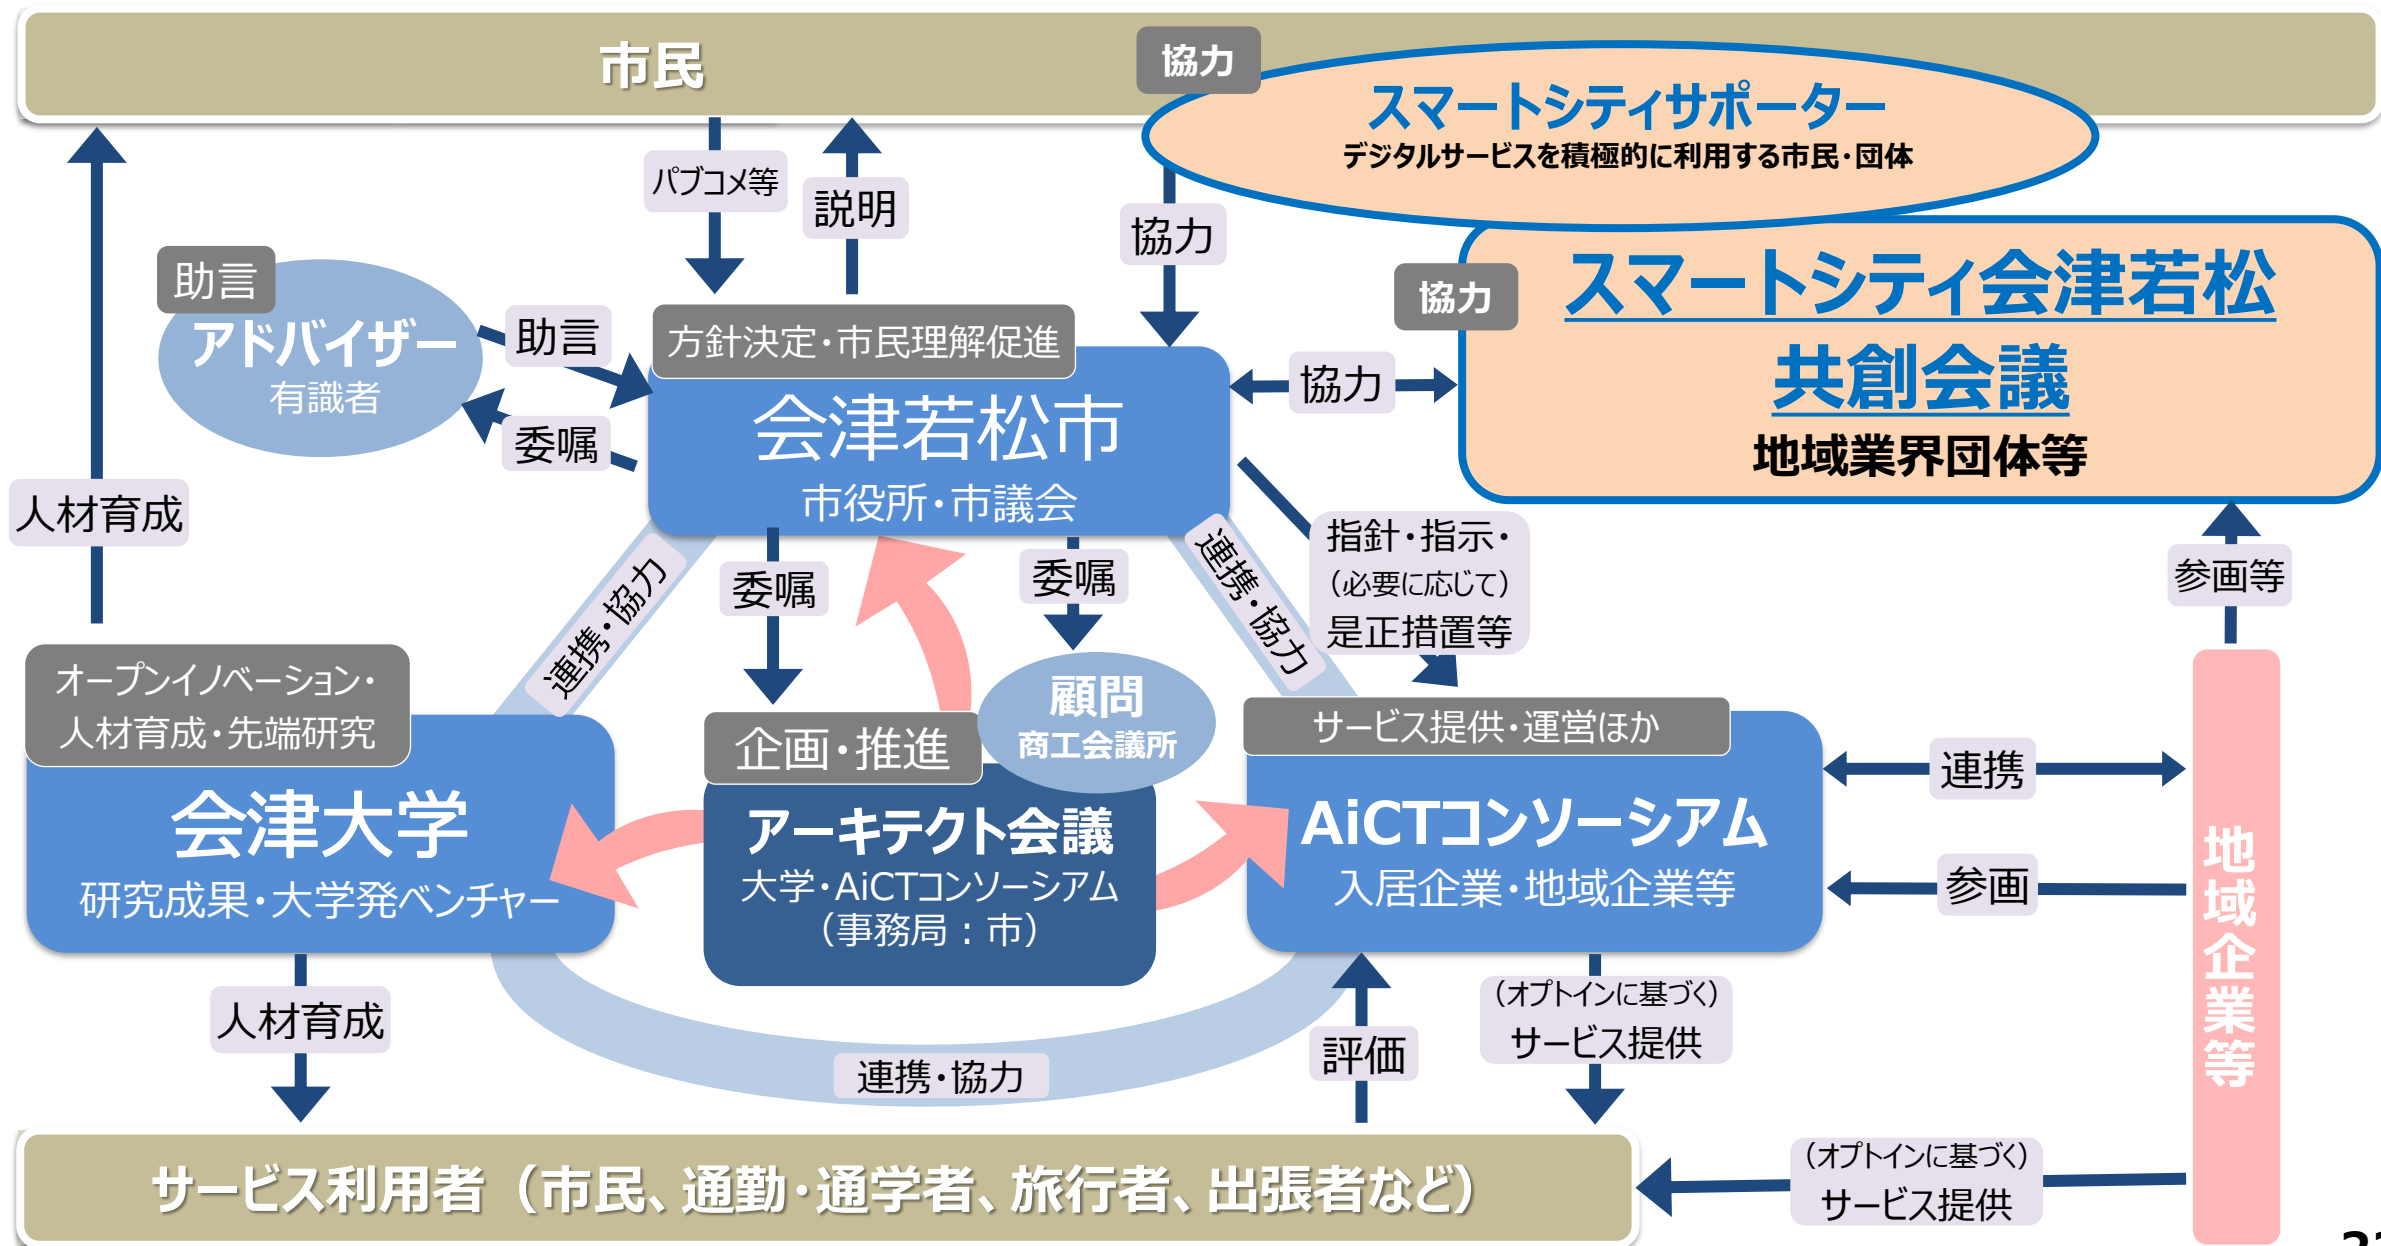 市民
協力
スマートシティサポーター
デジタルサービスを積極的に利用する市民・団体
パブコメ等
説明
協力
助言
アドバイザー
有識者
助言
委嘱
方針決定・市民理解促進
会津若松市
市役所・市議会
協力
協力
スマートシティ会津若松
共創会議
地域業界団体等
人材育成
連携・協力
委嘱
委嘱
連携・協力
指針・指示・
（必要に応じて）
是正措置等
参画等
オープンイノベーション・
人材育成・先端研究
会津大学
研究成果・大学発ベンチャー
企画・推進
顧問
商工会議所
アーキテクト会議
大学・AiCTコンソーシアム
（事務局：市）
サービス提供・運営ほか
AiCTコンソーシアム
入居企業・地域企業等
連携
参画
地域企業等
人材育成
連携・協力
評価
（オプトインに基づく）
サービス提供
サービス利用者（市民、通勤・通学者、旅行者、出張者など）
（オプトインに基づく）
サービス提供